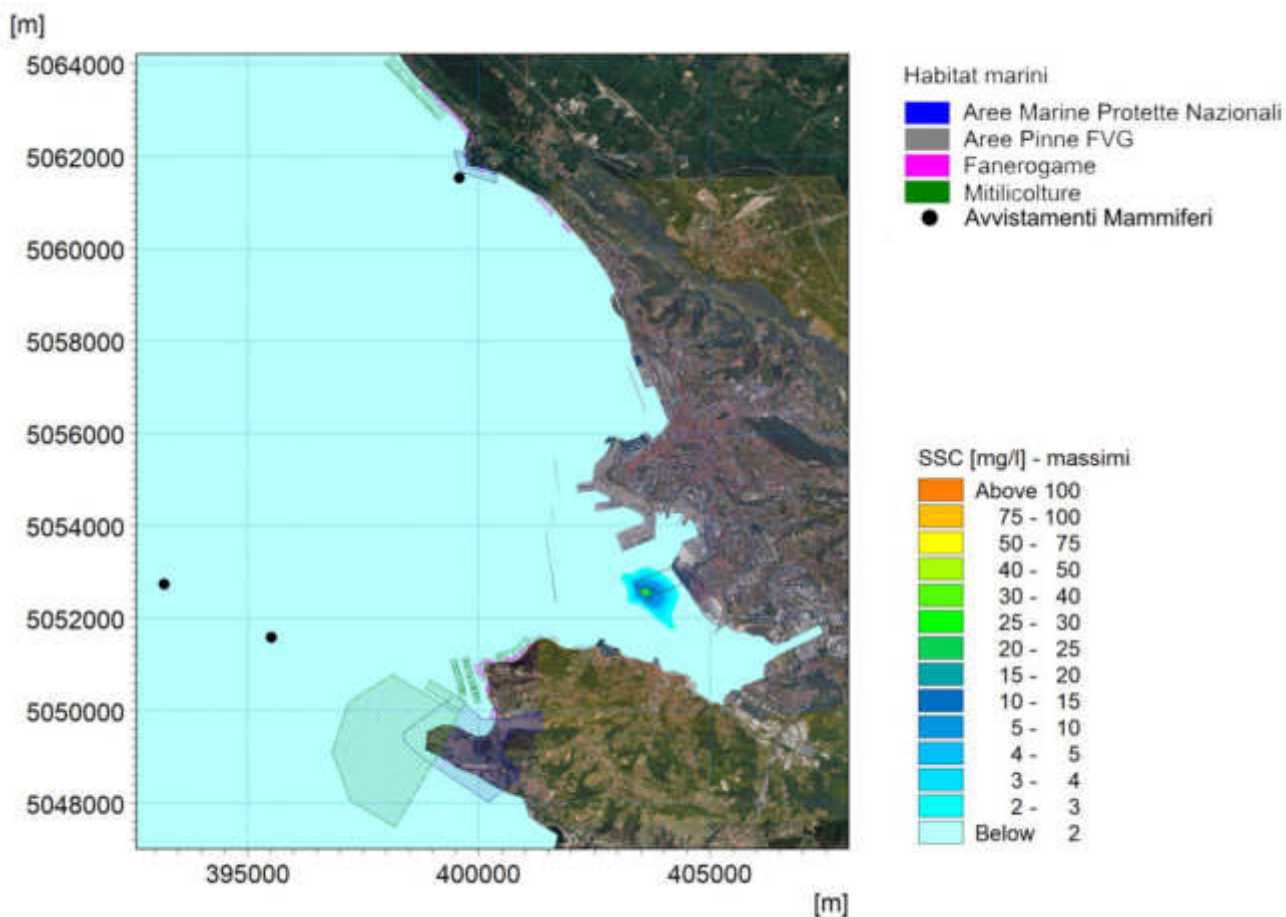 [m]
5064000
5062000
5060000
5058000
5056000
5054000
5052000
5050000
5048000
395000
400000
405000
[m]
Habitat marini
Aree Marine Protette Nazionali
Aree Pinne FVG
Fanerogame
Mitilicolture
Avvistamenti Mammiferi
SSC [mg/l] - massimi
Above 100
75 - 100
50 - 75
40 - 50
30 - 40
25 - 30
20 - 25
15 - 20
10 - 15
5 - 10
4 - 5
3 - 4
2 - 3
Below 2